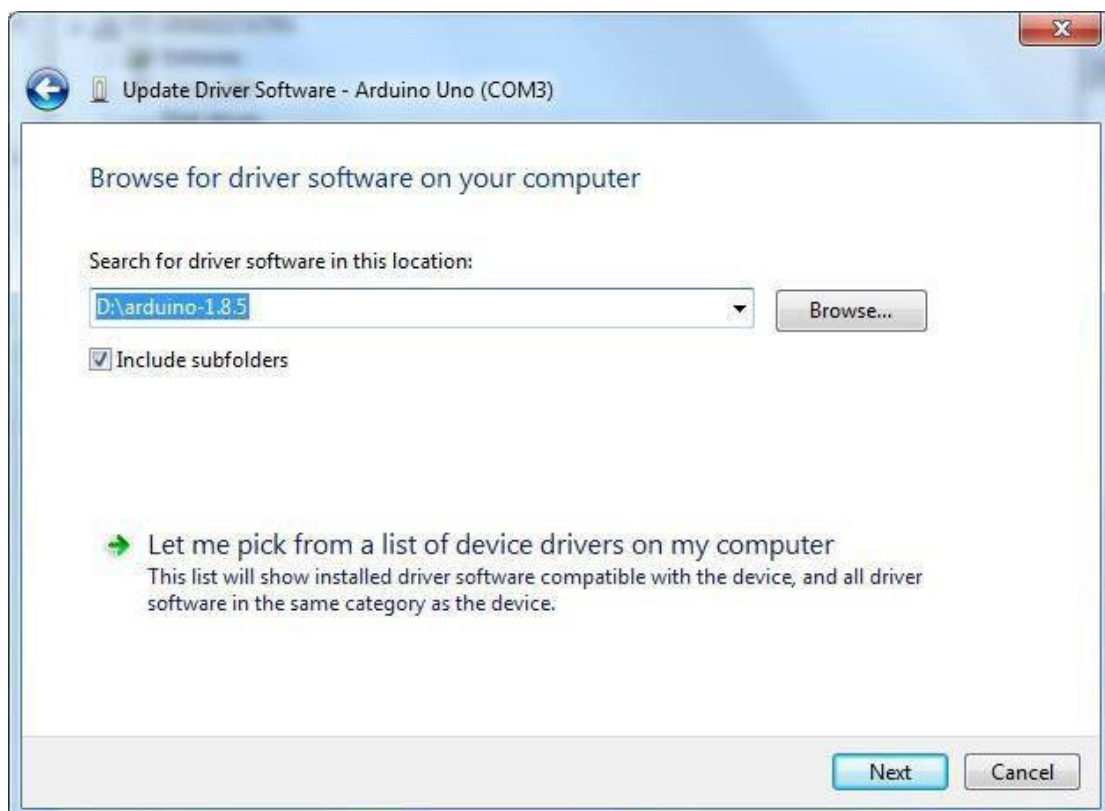 Update Driver Software - Arduino Uno (COM3)
Browse for driver software on your computer
Search for driver software in this location:
D:\arduino-1.8.5
Browse...
Include subfolders
Let me pick from a list of device drivers on my computer
This list will show installed driver software compatible with the device, and all driver
software in the same category as the device.
Next
Cancel